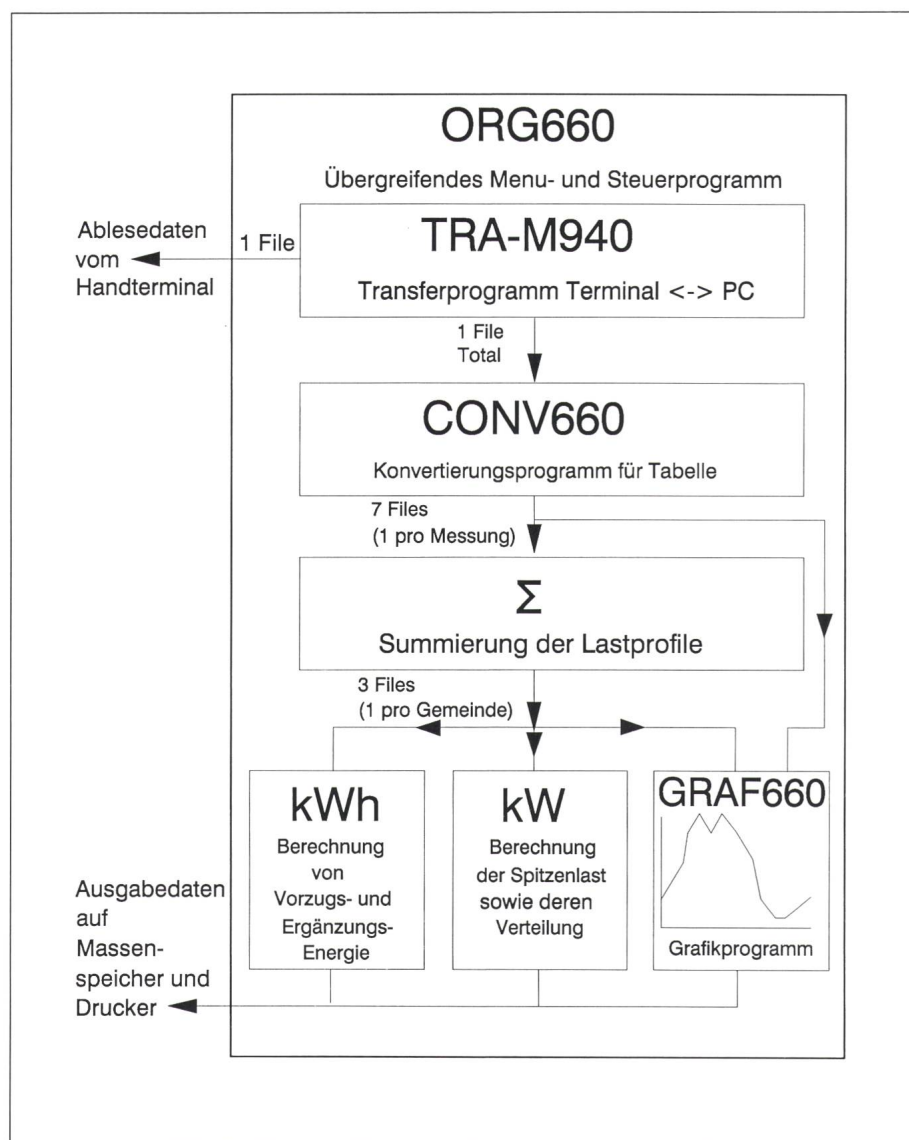 ORG660
Übergreifendes Menu- und Steuerprogramm
TRA-M940
Transferprogramm Terminal <-> PC
Ablesedaten
vom
Handterminal
1 File
1 File
Total
CONV660
Konvertierungsprogramm für Tabelle
7 Files
(1 pro Messung)
Σ
Summierung der Lastprofile
3 Files
(1 pro Gemeinde)
kWh
Berechnung
von
Vorzugs- und
Ergänzungs-
Energie
kW
Berechnung
der Spitzenlast
sowie deren
Verteilung
GRAF660
Grafikprogramm
Ausgabedaten
auf
Massen-
speicher und
Drucker